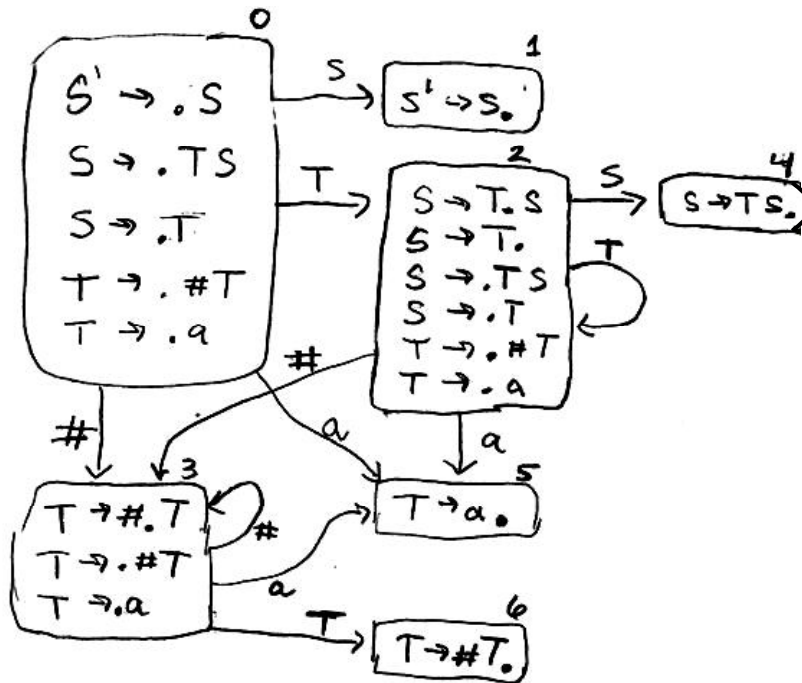 0
S' → .S
S → .TS
S → .T
T → .#T
T → .a
S
1
S' → S.
T
2
S → T.S
S → T.
S → .TS
S → .T
T → .#T
T → .a
S
4
S → TS.
T
#
#
a
a
3
T → #.T
T → .#T
T → .a
#
a
5
T → a.
T
6
T → #T.